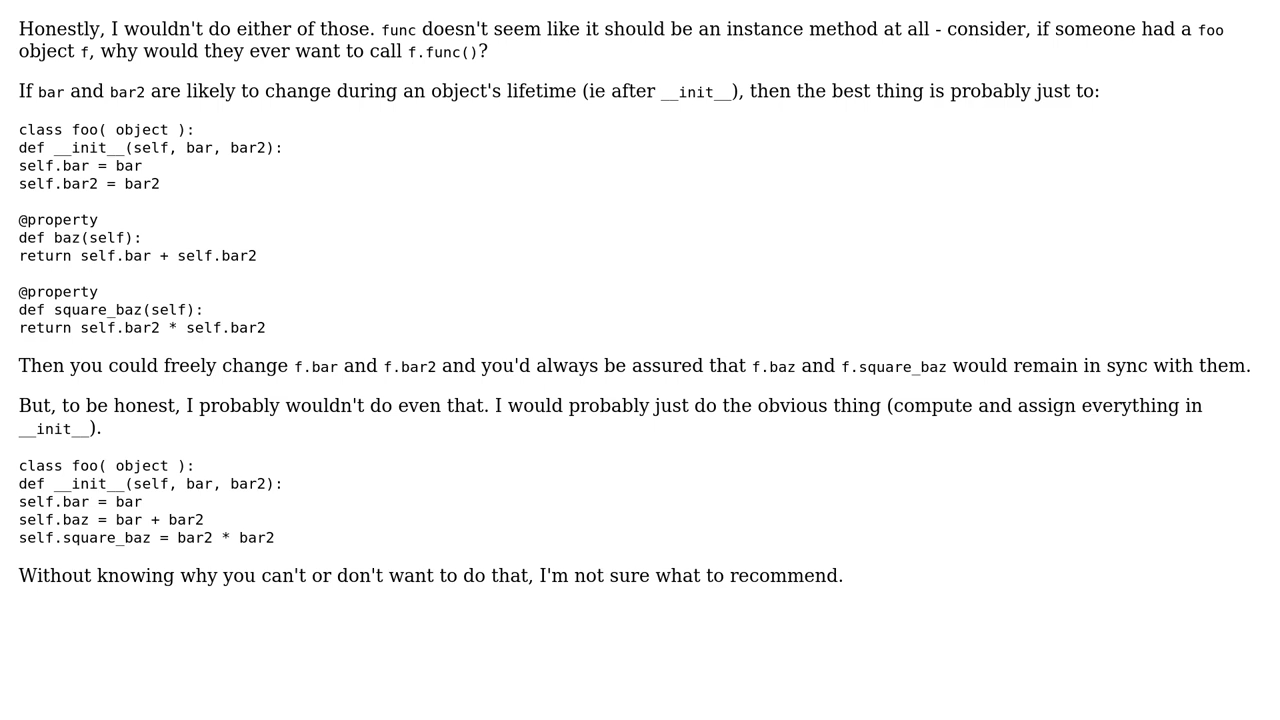 Honestly, I wouldn't do either of those. func doesn't seem like it should be an instance method at all - consider, if someone had a foo
object f, why would they ever want to call f.func()?
If bar and bar2 are likely to change during an object's lifetime (ie after __init__), then the best thing is probably just to:
class foo( object ):
def __init__(self, bar, bar2):
self.bar = bar
self.bar2 = bar2
@property
def baz(self):
return self.bar + self.bar2
@property
def square_baz(self):
return self.bar2 * self.bar2
Then you could freely change f.bar and f.bar2 and you'd always be assured that f.baz and f.square_baz would remain in sync with them.
But, to be honest, I probably wouldn't do even that. I would probably just do the obvious thing (compute and assign everything in
__init__).
class foo( object ):
def __init__(self, bar, bar2):
self.bar = bar
self.baz = bar + bar2
self.square_baz = bar2 * bar2
Without knowing why you can't or don't want to do that, I'm not sure what to recommend.